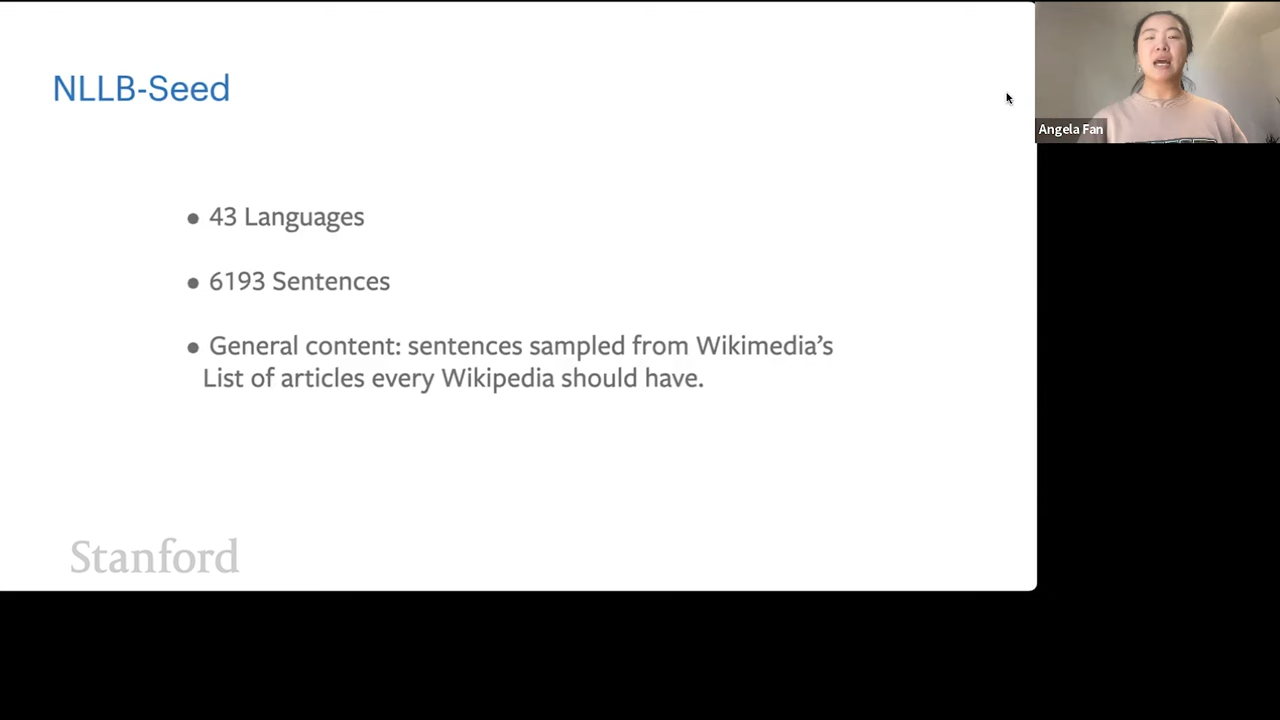 NLLB-Seed
Angela Fan
● 43 Languages
● 6193 Sentences
● General content: sentences sampled from Wikimedia’s
List of articles every Wikipedia should have.
Stanford